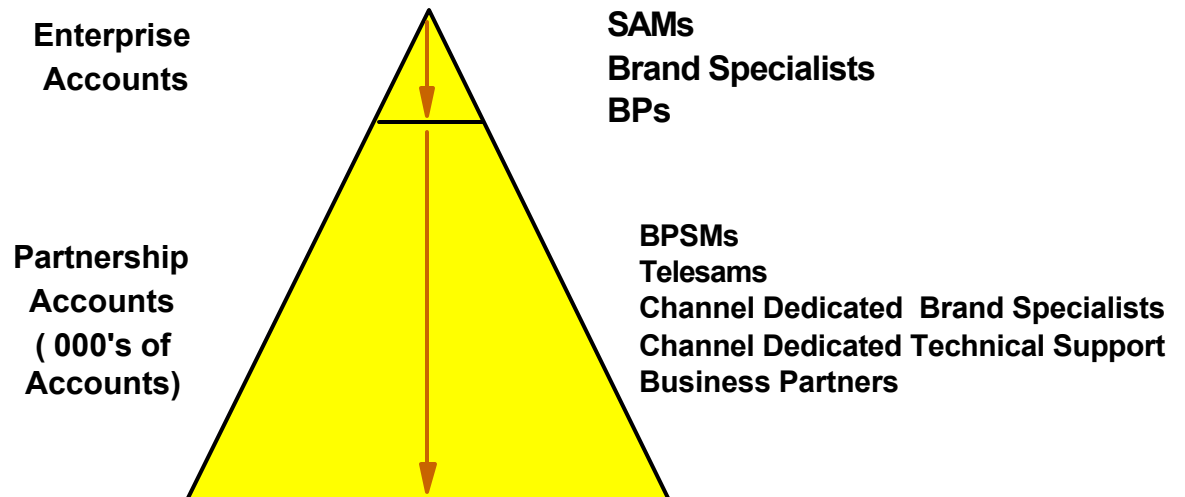 Enterprise
Accounts
SAMs
Brand Specialists
BPs
Partnership
Accounts
( 000's of
Accounts)
BPSMs
Telesams
Channel Dedicated  Brand Specialists
Channel Dedicated Technical Support
Business Partners